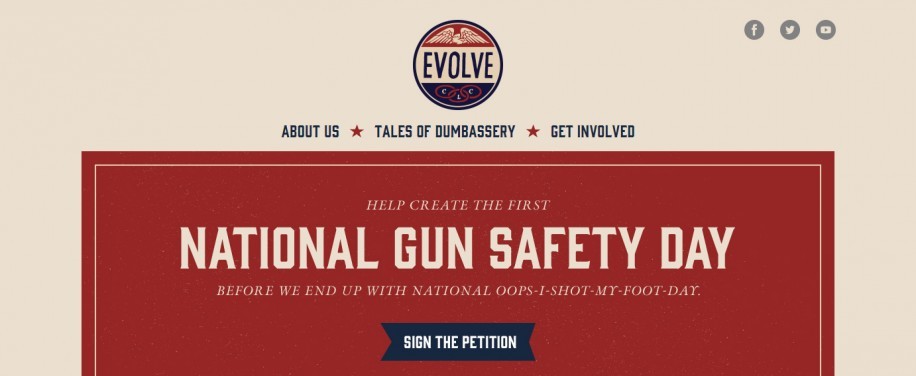 EVOLVE
C L C
ABOUT US ★ TALES OF DUMBASSERY ★ GET INVOLVED
HELP CREATE THE FIRST
NATIONAL GUN SAFETY DAY
BEFORE WE END UP WITH NATIONAL OOPS-I-SHOT-MY-FOOT-DAY.
SIGN THE PETITION